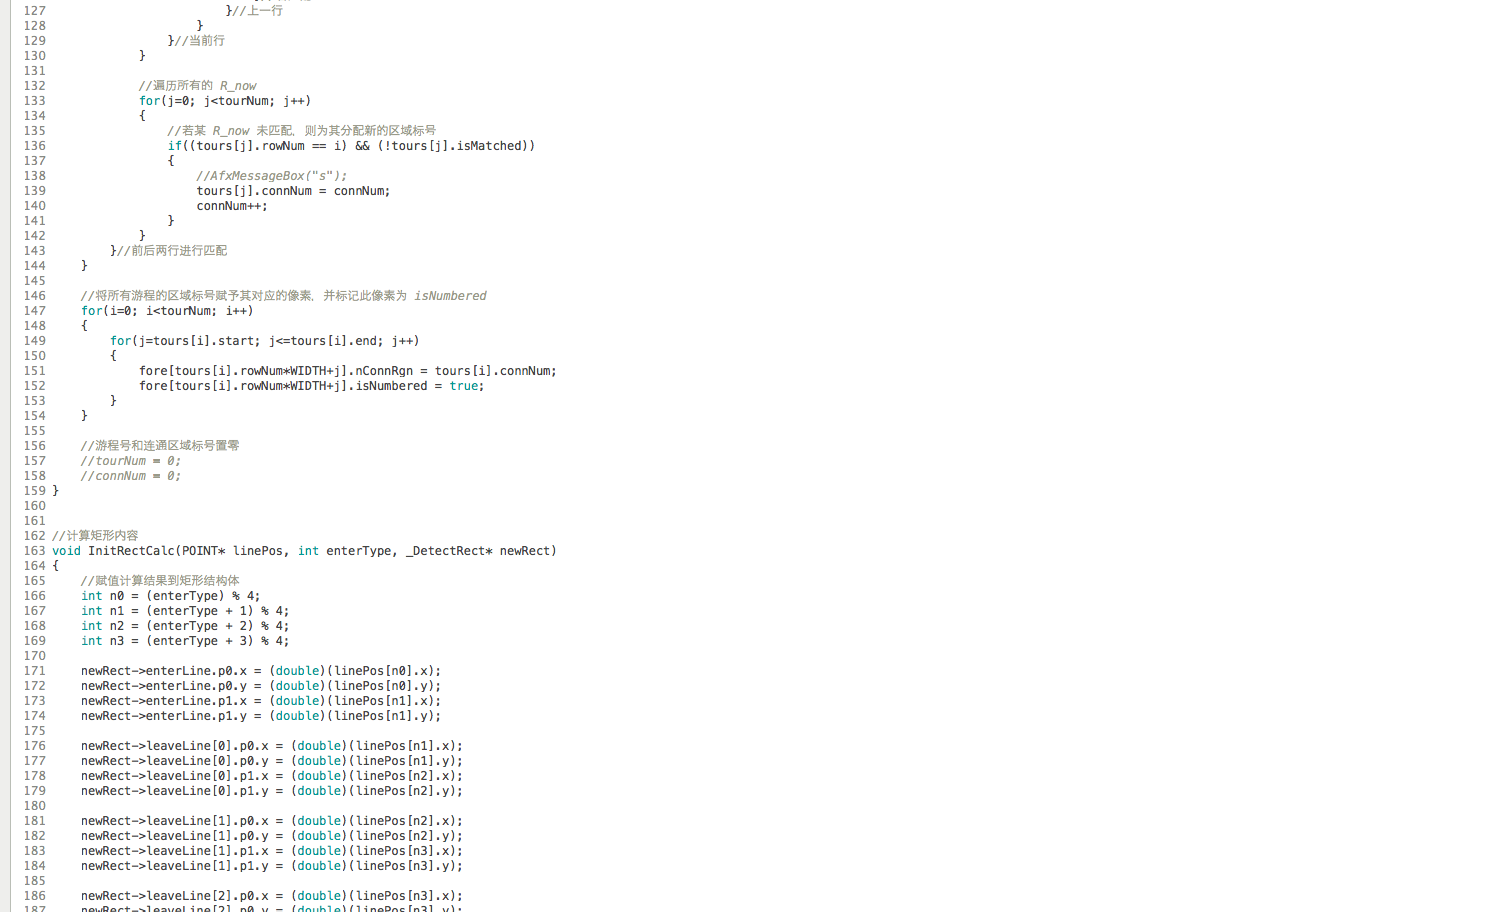 127 }//上一行
128 }
129 }//当前行
130 }
131
132 //遍历所有的 R_now
133 for(j=0; j<tourNum; j++)
134 {
135 //若某 R_now 未匹配，则为其分配新的区域标号
136 if((tours[j].rowNum == i) && (!tours[j].isMatched))
137 {
138 //AfxMessageBox("s");
139 tours[j].connNum = connNum;
140 connNum++;
141 }
142 }
143 }//前后两行进行匹配
144 }
145
146 //将所有游程的区域标号赋予其对应的像素，并标记此像素为 isNumbered
147 for(i=0; i<tourNum; i++)
148 {
149 for(j=tours[i].start; j<=tours[i].end; j++)
150 {
151 fore[tours[i].rowNum*WIDTH+j].nConnRgn = tours[i].connNum;
152 fore[tours[i].rowNum*WIDTH+j].isNumbered = true;
153 }
154 }
155
156 //游程号和连通区域标号置零
157 //tourNum = 0;
158 //connNum = 0;
159 }
160
161
162 //计算矩形内容
163 void InitRectCalc(POINT* linePos, int enterType, _DetectRect* newRect)
164 {
165 //赋值计算结果到矩形结构体
166 int n0 = (enterType) % 4;
167 int n1 = (enterType + 1) % 4;
168 int n2 = (enterType + 2) % 4;
169 int n3 = (enterType + 3) % 4;
170
171 newRect->enterLine.p0.x = (double)(linePos[n0].x);
172 newRect->enterLine.p0.y = (double)(linePos[n0].y);
173 newRect->enterLine.p1.x = (double)(linePos[n1].x);
174 newRect->enterLine.p1.y = (double)(linePos[n1].y);
175
176 newRect->leaveLine[0].p0.x = (double)(linePos[n1].x);
177 newRect->leaveLine[0].p0.y = (double)(linePos[n1].y);
178 newRect->leaveLine[0].p1.x = (double)(linePos[n2].x);
179 newRect->leaveLine[0].p1.y = (double)(linePos[n2].y);
180
181 newRect->leaveLine[1].p0.x = (double)(linePos[n2].x);
182 newRect->leaveLine[1].p0.y = (double)(linePos[n2].y);
183 newRect->leaveLine[1].p1.x = (double)(linePos[n3].x);
184 newRect->leaveLine[1].p1.y = (double)(linePos[n3].y);
185
186 newRect->leaveLine[2].p0.x = (double)(linePos[n3].x);
187 newRect->leaveLine[2].p0.y = (double)(linePos[n3].y);